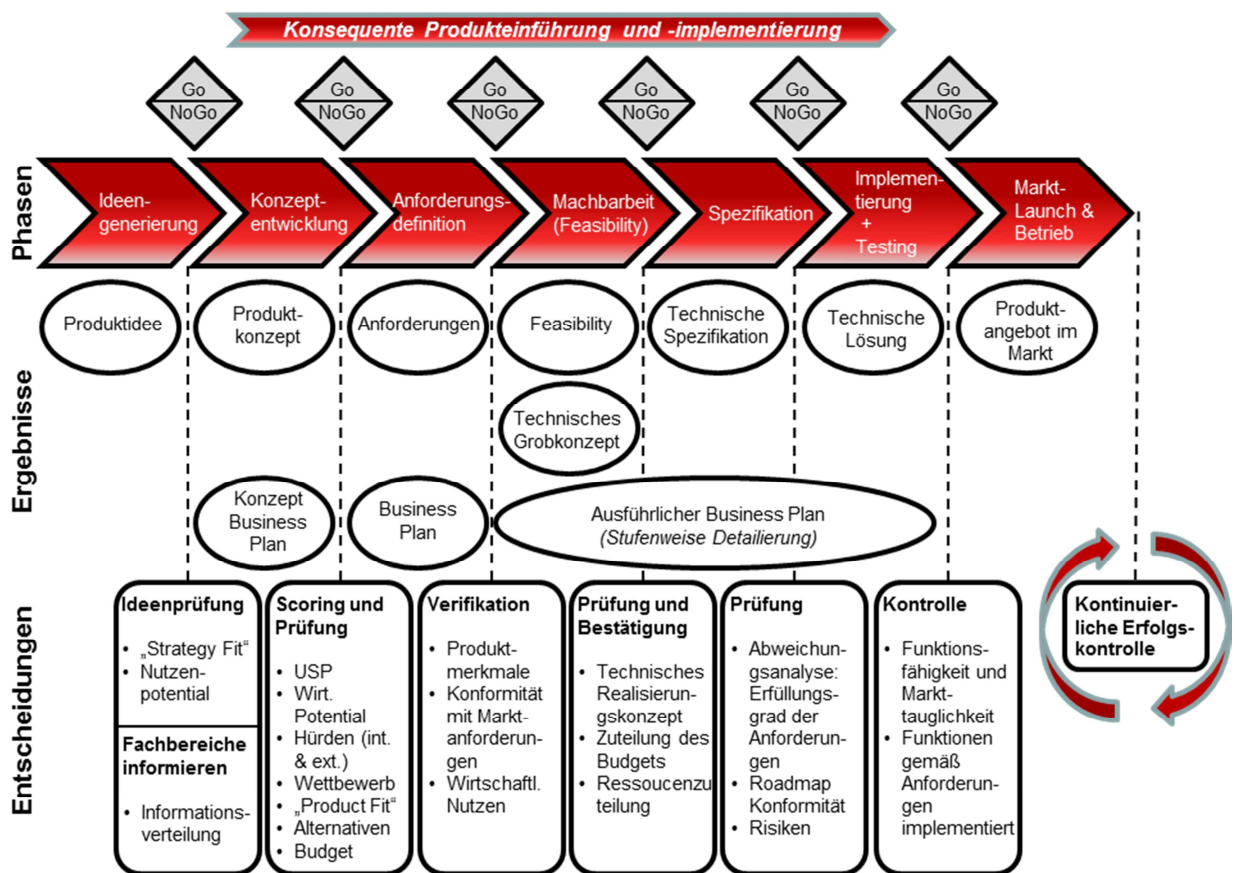 Konsequente Produkteinführung und -implementierung
Go
NoGo
Go
NoGo
Go
NoGo
Go
NoGo
Go
NoGo
Go
NoGo
Phasen
Ideen-
generierung
Konzept-
entwicklung
Anforderungs-
definition
Machbarkeit
(Feasibility)
Spezifikation
Implemen-
tierung
+
Testing
Markt-
Launch &
Betrieb
Ergebnisse
Produktidee
Produkt-
konzept
Anforderungen
Feasibility
Technische
Spezifikation
Technische
Lösung
Produkt-
angebot im
Markt
Technisches
Grobkonzept
Konzept
Business
Plan
Business
Plan
Ausführlicher Business Plan
(Stufenweise Detailierung)
Entscheidungen
Ideenprüfung
• „Strategy Fit“
• Nutzen-
potential
Fachbereiche
informieren
• Informations-
verteilung
Scoring und
Prüfung
• USP
• Wirt.
Potential
• Hürden (int.
& ext.)
• Wettbewerb
• „Product Fit“
• Alternativen
• Budget
Verifikation
• Produkt-
merkmale
• Konformität
mit Markt-
anforderun-
gen
• Wirtschaftl.
Nutzen
Prüfung und
Bestätigung
• Technisches
Realisierun-
gskonzept
• Zuteilung des
Budgets
• Ressoucenzu
teilung
Prüfung
• Abweichun-
gsanalyse:
Erfüllungs-
grad der
Anforderun-
gen
• Roadmap
Konformität
• Risiken
Kontrolle
• Funktions-
fähigkeit und
Markt-
tauglichkeit
• Funktionen
gemäß
Anforderun-
gen
implementiert
Kontinuier-
liche Erfolgs-
kontrolle